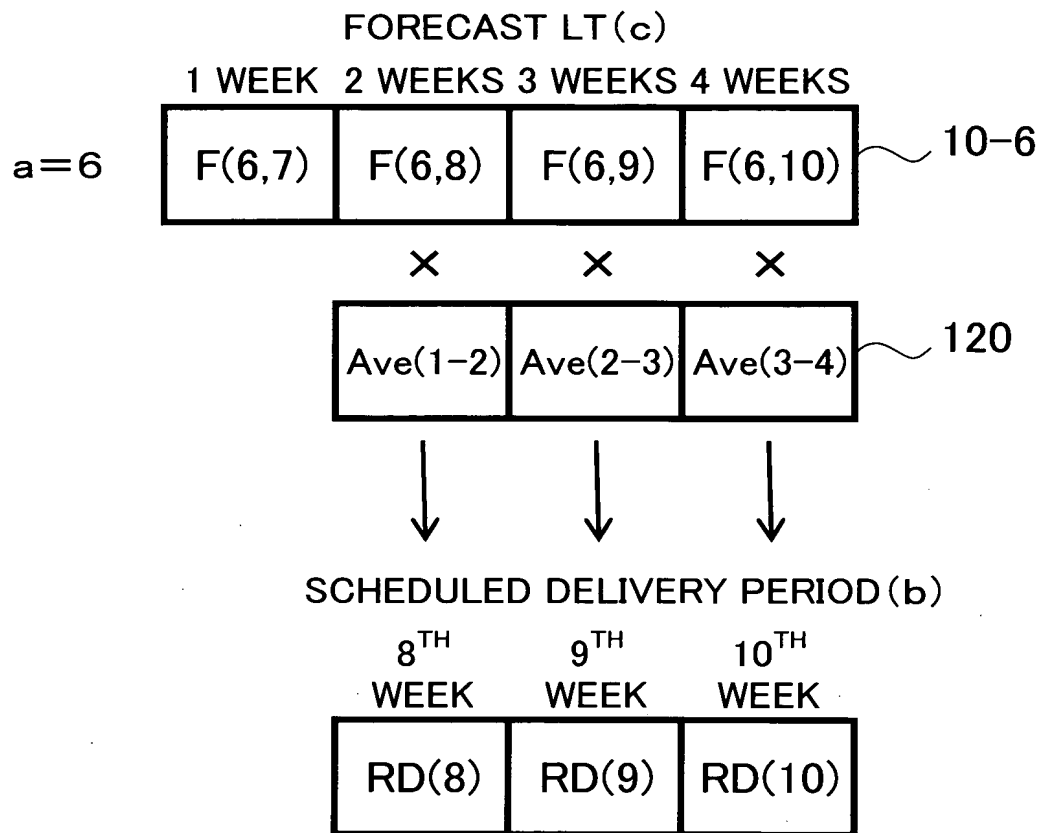 FORECAST LT(c)
1 WEEK 2 WEEKS 3 WEEKS 4 WEEKS
a=6 F(6,7) F(6,8) F(6,9) F(6,10) 10-6
× × ×
Ave(1-2) Ave(2-3) Ave(3-4) 120
SCHEDULED DELIVERY PERIOD(b)
8TH 9TH 10TH
WEEK WEEK WEEK
RD(8) RD(9) RD(10)